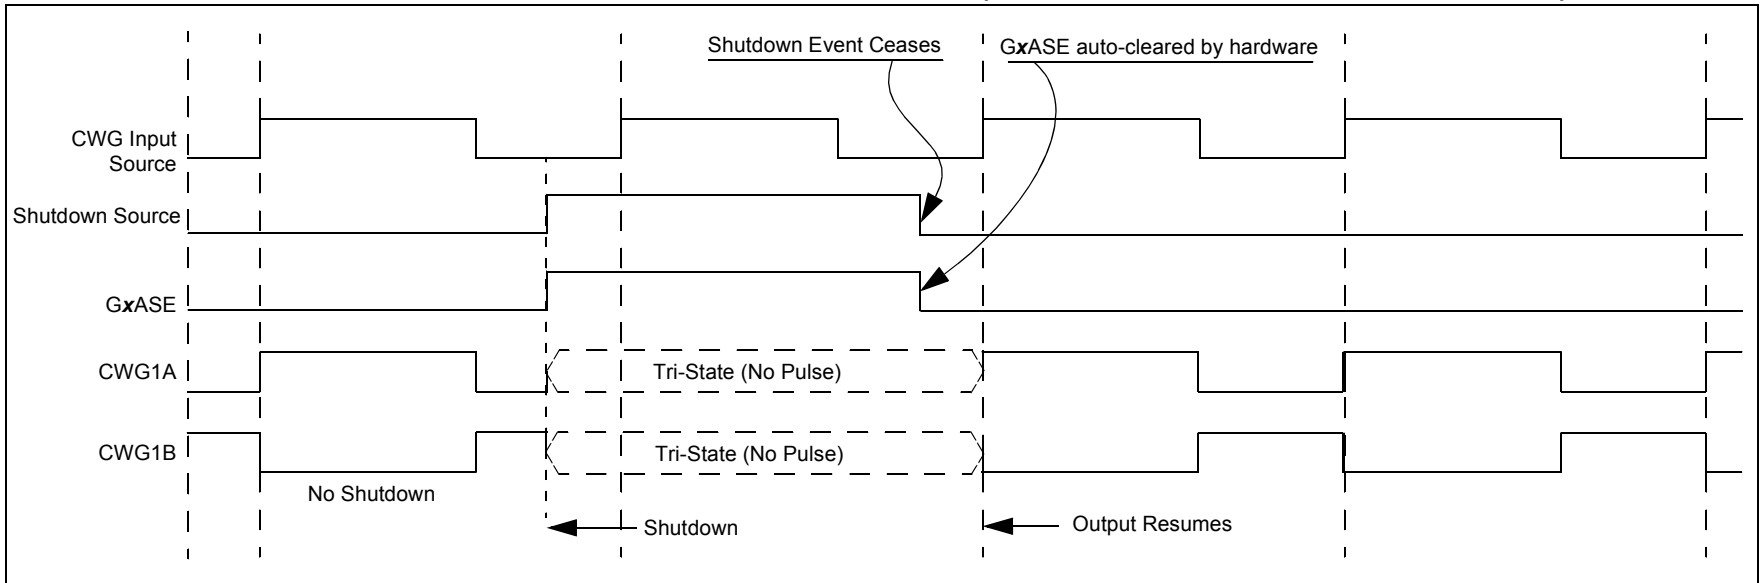 Shutdown Event Ceases
GxASE auto-cleared by hardware
CWG Input
Source
Shutdown Source
GxASE
CWG1A
Tri-State (No Pulse)
CWG1B
Tri-State (No Pulse)
No Shutdown
Shutdown
Output Resumes